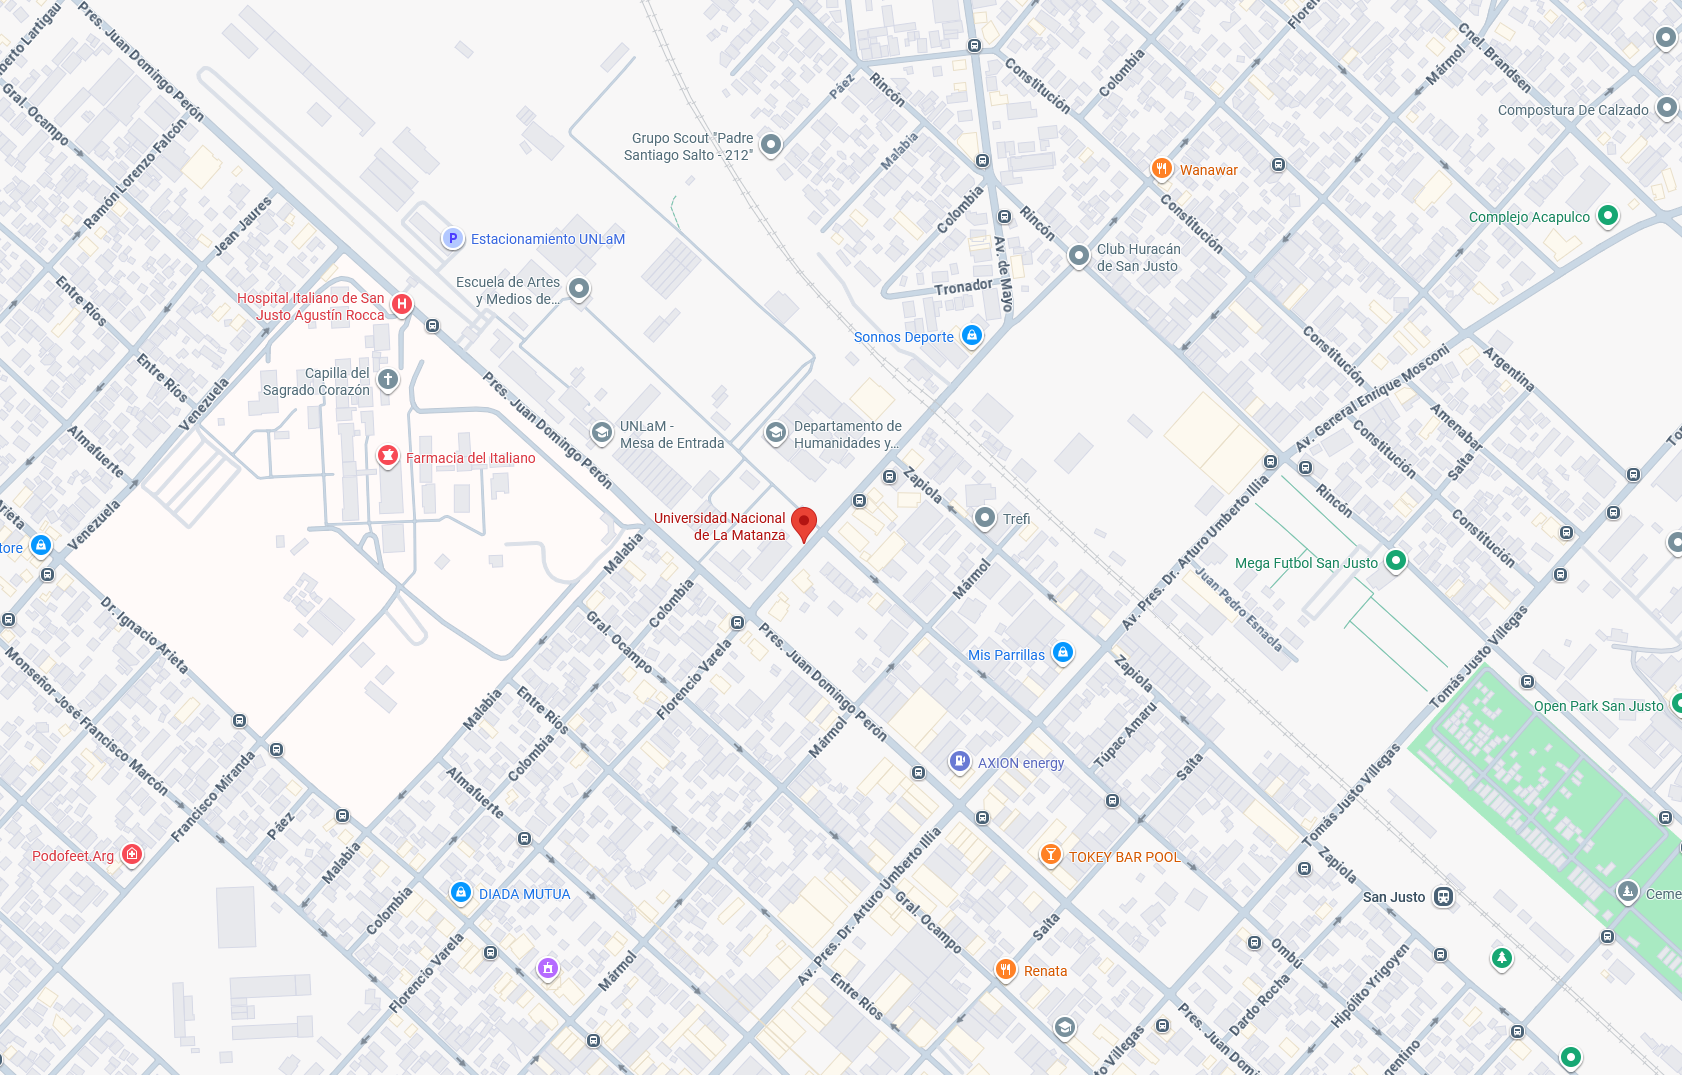 Pres. Juan Domingo Perón
Gral. Ocampo
Ramón Lorenzo Falcón
Jean Jaures
Páez
Rincón
Malabia
Constitución
Colombia
Cnel. Brandsen
Mármol
Compostura De Calzado
Grupo Scout "Padre
Santiago Salto - 212"
Wanawar
Complejo Acapulco
Colombia
Rincón
Constitución
Av. de Mayo
Club Huracán
de San Justo
Tronador
Estacionamiento UNLaM
Escuela de Artes
y Medios de...
Hospital Italiano de San
Justo Agustín Rocca
Entre Ríos
Entre Ríos
Sonnos Deporte
Constitución
Argentina
Av. General Enrique Mosconi
Capilla del
Sagrado Corazón
Venezuela
Pres. Juan Domingo Perón
UNLaM -
Mesa de Entrada
Departamento de
Humanidades y...
Almafuerte
Farmacia del Italiano
Amenabar
Constitución
Salta
Zapiola
Rincón
Constitución
Universidad Nacional
de La Matanza
Trefi
Venezuela
Arieta
tore
Malabia
Colombia
Mármol
Av. Pres. Dr. Arturo Umberto Illia
Mega Futbol San Justo
Juan Pedro Esnaola
Dr. Ignacio Arieta
Monseñor José Francisco Marcón
Gral. Ocampo
Florencio Varela
Pres. Juan Domingo Perón
Mis Parrillas
Zapiola
Tomás Justo Villegas
Open Park San Justo
Malabia
Entre Ríos
Colombia
Mármol
Túpac Amaru
Salta
AXION energy
Francisco Miranda
Páez
Almafuerte
Podofeet.Arg
Malabia
TOKEY BAR POOL
Tomás Justo Villegas
Zapiola
San Justo
Ceme
DIADA MUTUA
Colombia
Florencio Varela
Mármol
Av. Pres. Dr. Arturo Umberto Illia
Gral. Ocampo
Salta
Renata
Entre Ríos
Ombú
Dardo Rocha
Hipólito Yrigoyen
Pres. Juan Domi
to Villegas
gentino